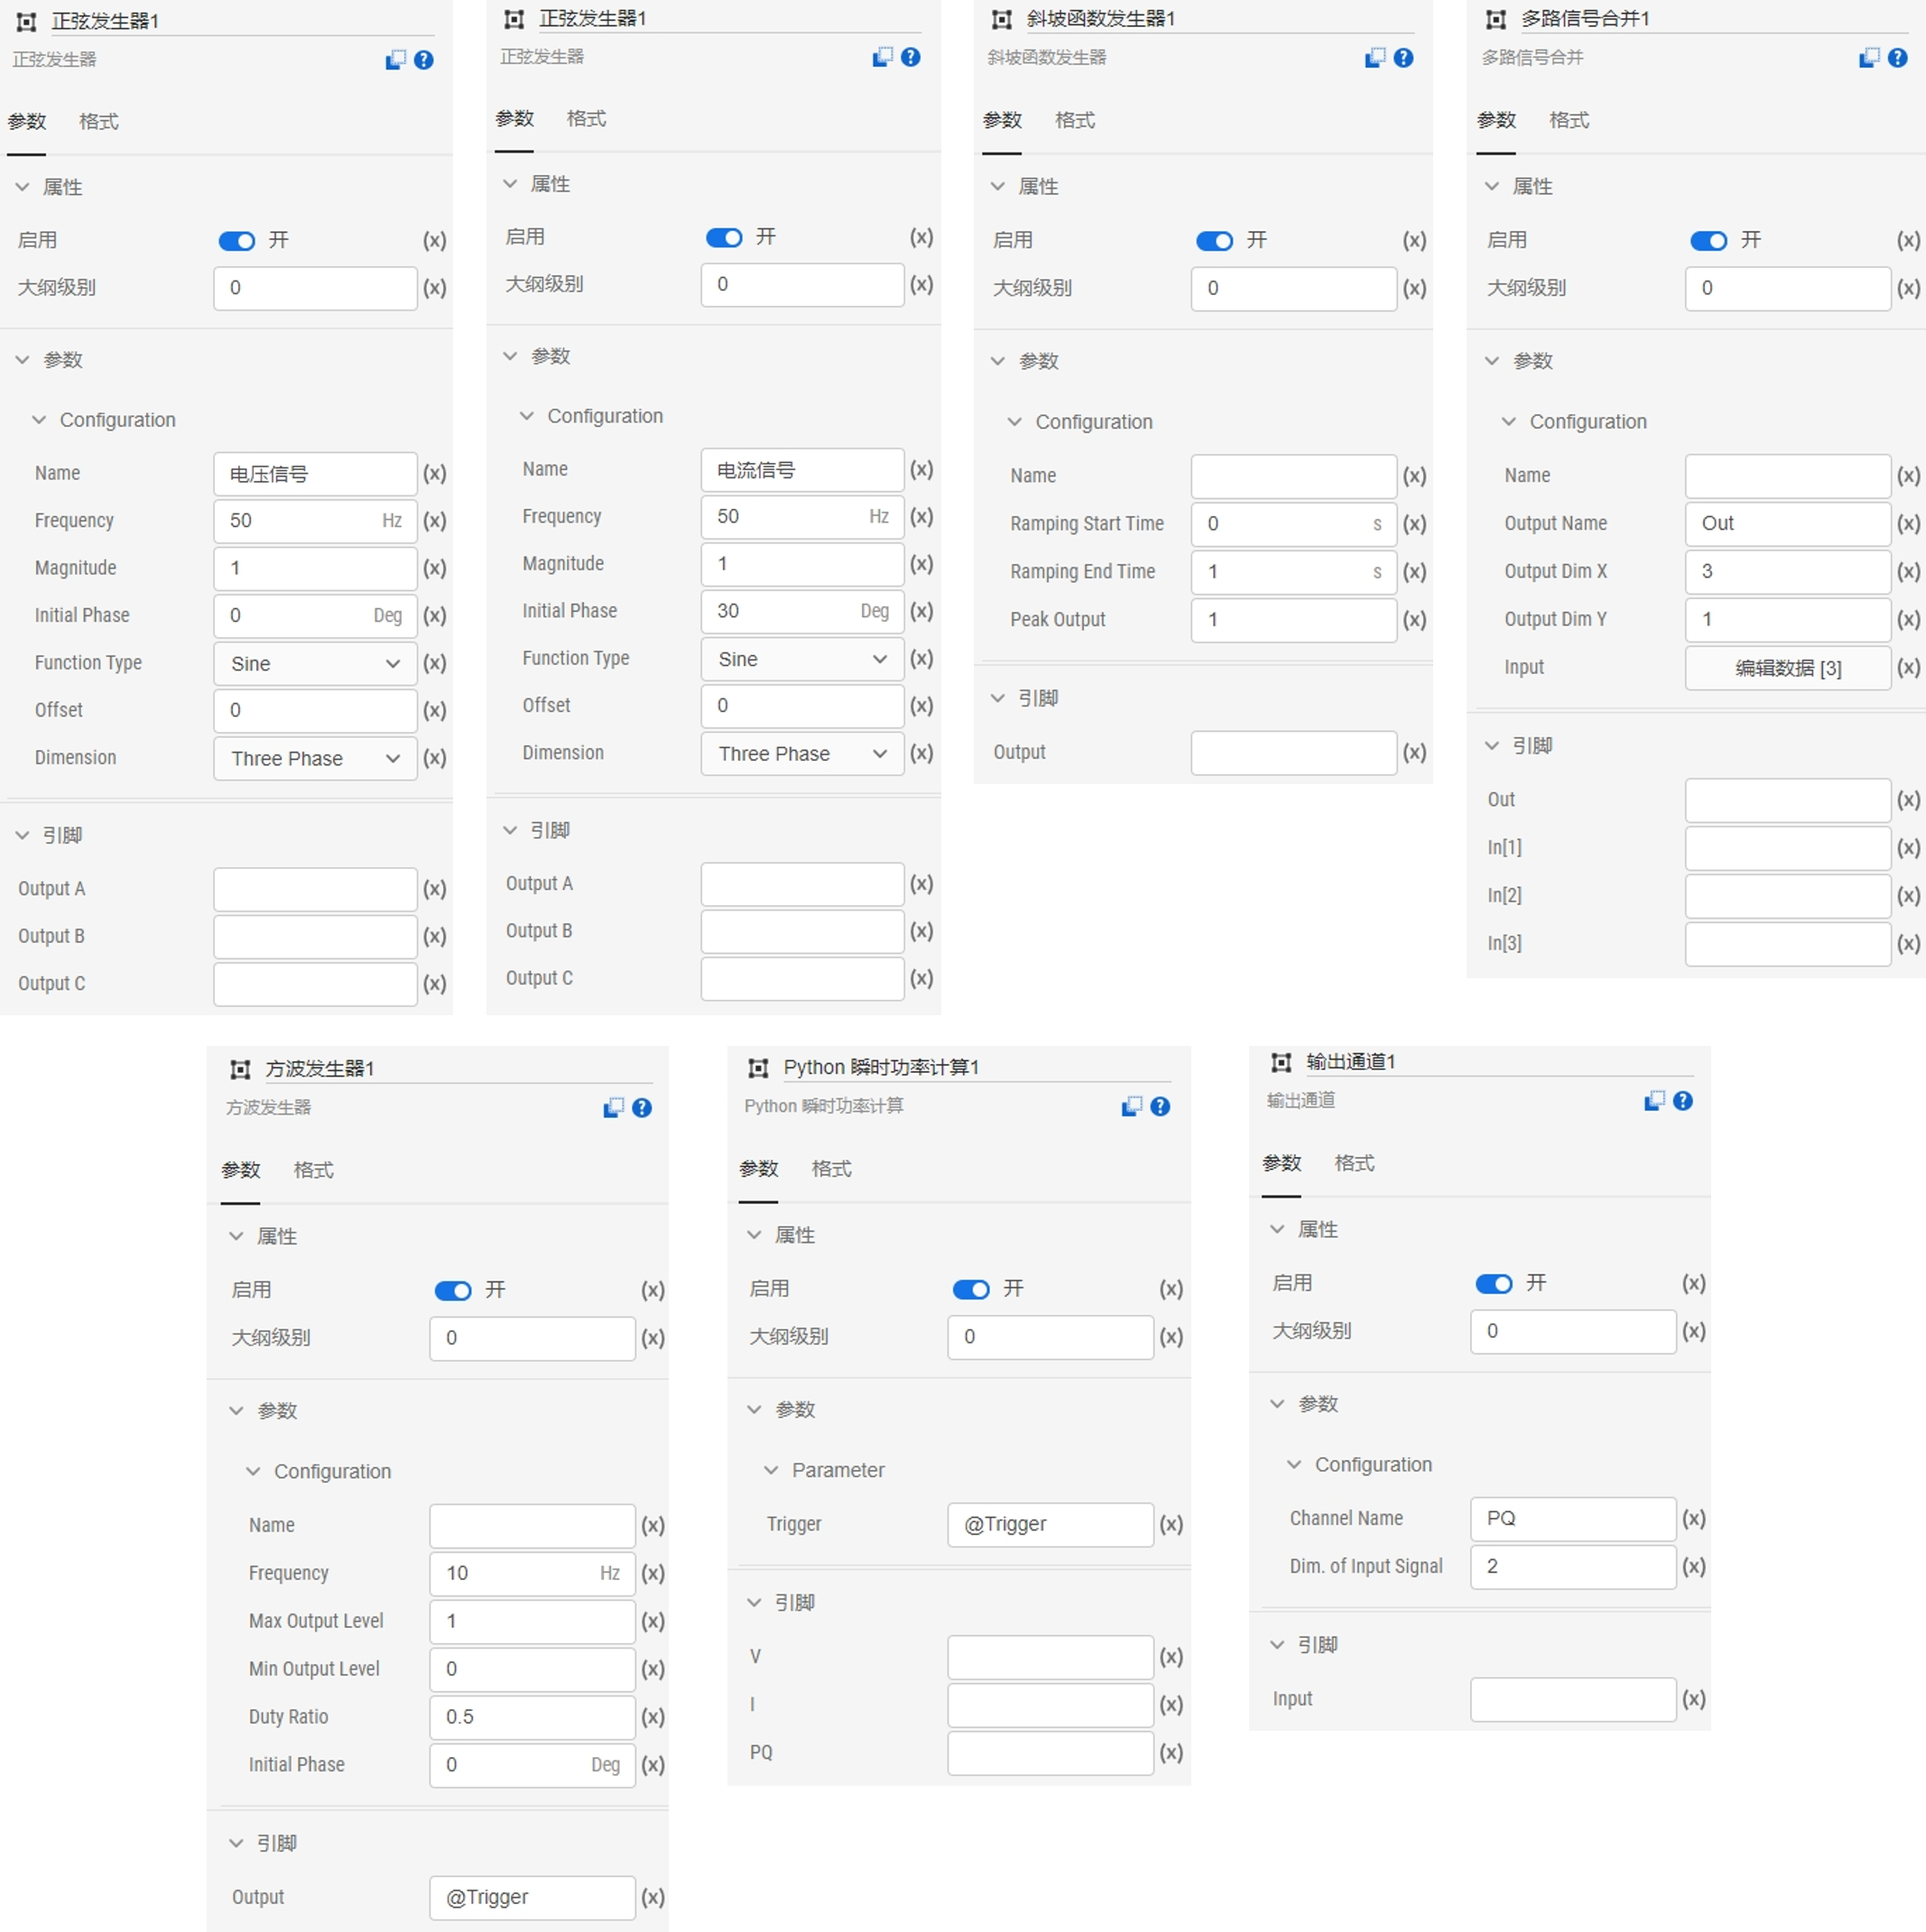 正弦发生器1
正弦发生器
参数 格式
属性
启用 开 (x)
大纲级别 0 (x)
参数
Configuration
Name 电压信号 (x)
Frequency 50 Hz (x)
Magnitude 1 (x)
Initial Phase 0 Deg (x)
Function Type Sine (x)
Offset 0 (x)
Dimension Three Phase (x)
引脚
Output A (x)
Output B (x)
Output C (x)
正弦发生器1
正弦发生器
参数 格式
属性
启用 开 (x)
大纲级别 0 (x)
参数
Configuration
Name 电流信号 (x)
Frequency 50 Hz (x)
Magnitude 1 (x)
Initial Phase 30 Deg (x)
Function Type Sine (x)
Offset 0 (x)
Dimension Three Phase (x)
引脚
Output A (x)
Output B (x)
Output C (x)
斜坡函数发生器1
斜坡函数发生器
参数 格式
属性
启用 开 (x)
大纲级别 0 (x)
参数
Configuration
Name (x)
Ramping Start Time 0 s (x)
Ramping End Time 1 s (x)
Peak Output 1 (x)
引脚
Output (x)
多路信号合并1
多路信号合并
参数 格式
属性
启用 开 (x)
大纲级别 0 (x)
参数
Configuration
Name (x)
Output Name Out (x)
Output Dim X 3 (x)
Output Dim Y 1 (x)
Input 编辑数据 [3] (x)
引脚
Out (x)
In[1] (x)
In[2] (x)
In[3] (x)
方波发生器1
方波发生器
参数 格式
属性
启用 开 (x)
大纲级别 0 (x)
参数
Configuration
Name (x)
Frequency 10 Hz (x)
Max Output Level 1 (x)
Min Output Level 0 (x)
Duty Ratio 0.5 (x)
Initial Phase 0 Deg (x)
引脚
Output @Trigger (x)
Python 瞬时功率计算1
Python 瞬时功率计算
参数 格式
属性
启用 开 (x)
大纲级别 0 (x)
参数
Parameter
Trigger @Trigger (x)
引脚
V (x)
I (x)
PQ (x)
输出通道1
输出通道
参数 格式
属性
启用 开 (x)
大纲级别 0 (x)
参数
Configuration
Channel Name PQ (x)
Dim. of Input Signal 2 (x)
引脚
Input (x)